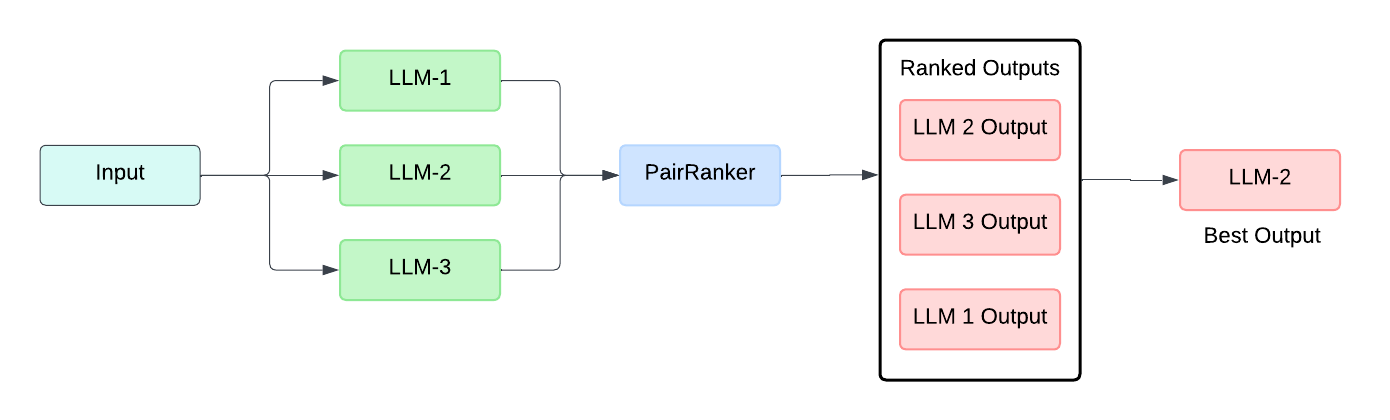 Input
LLM-1
LLM-2
LLM-3
PairRanker
Ranked Outputs
LLM 2 Output
LLM 3 Output
LLM 1 Output
LLM-2
Best Output